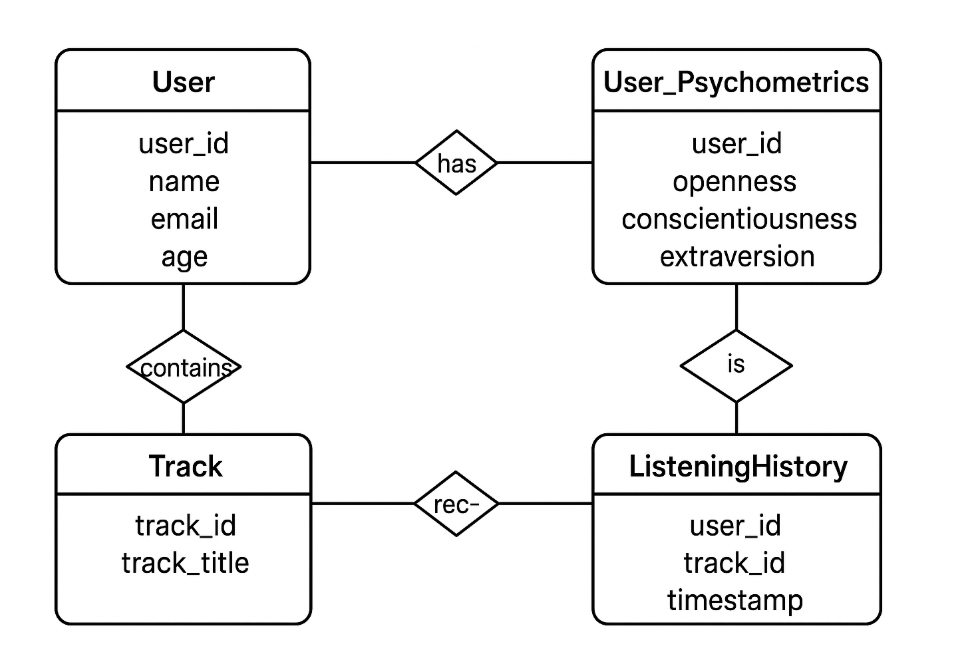 User
user_id
name
email
age
has
User_Psychometrics
user_id
openness
conscientiousness
extraversion
contains
is
Track
track_id
track_title
rec-
ListeningHistory
user_id
track_id
timestamp